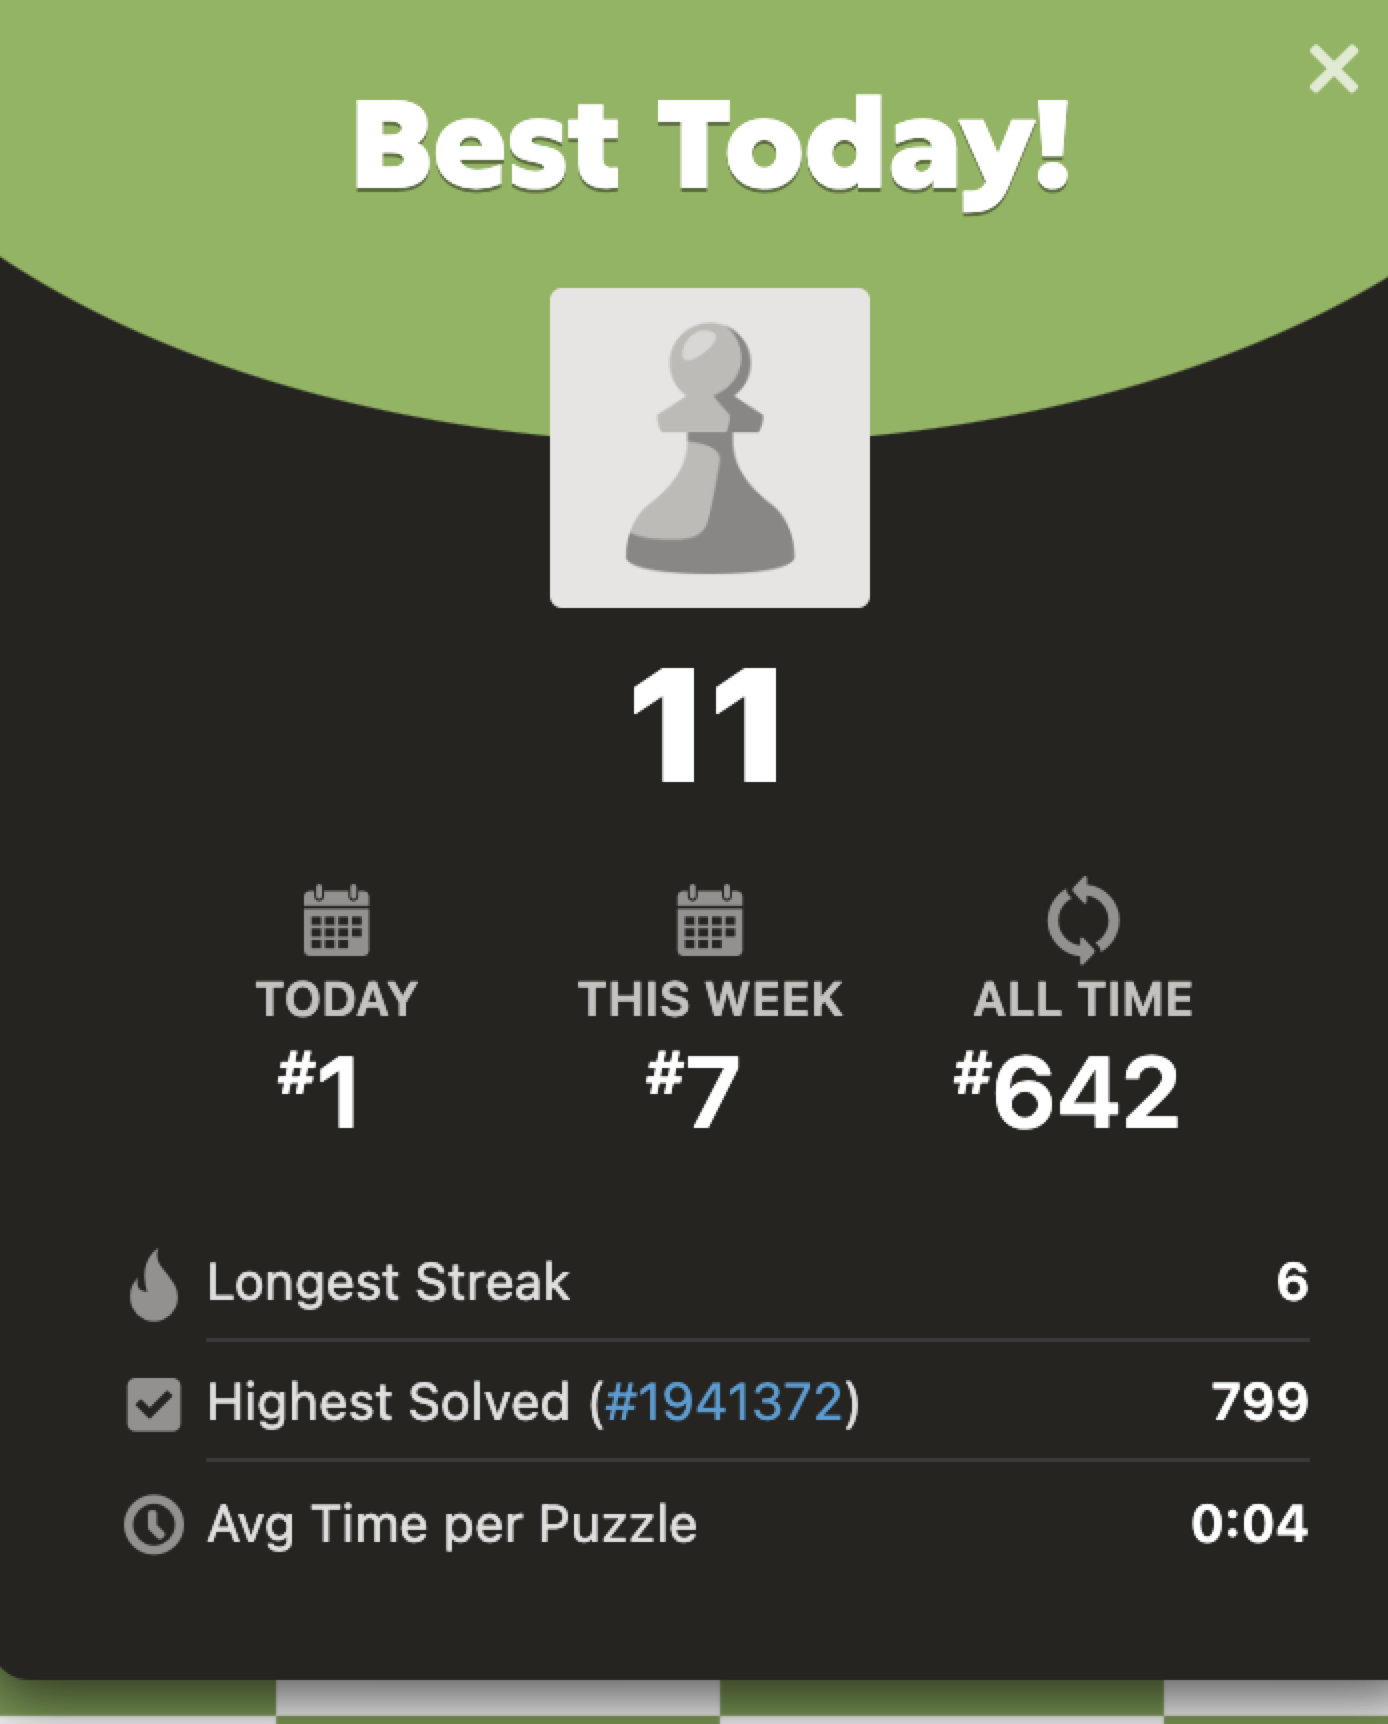 Best Today!
11
TODAY THIS WEEK ALL TIME
#1 #7 #642
Longest Streak 6
Highest Solved (#1941372) 799
Avg Time per Puzzle 0:04